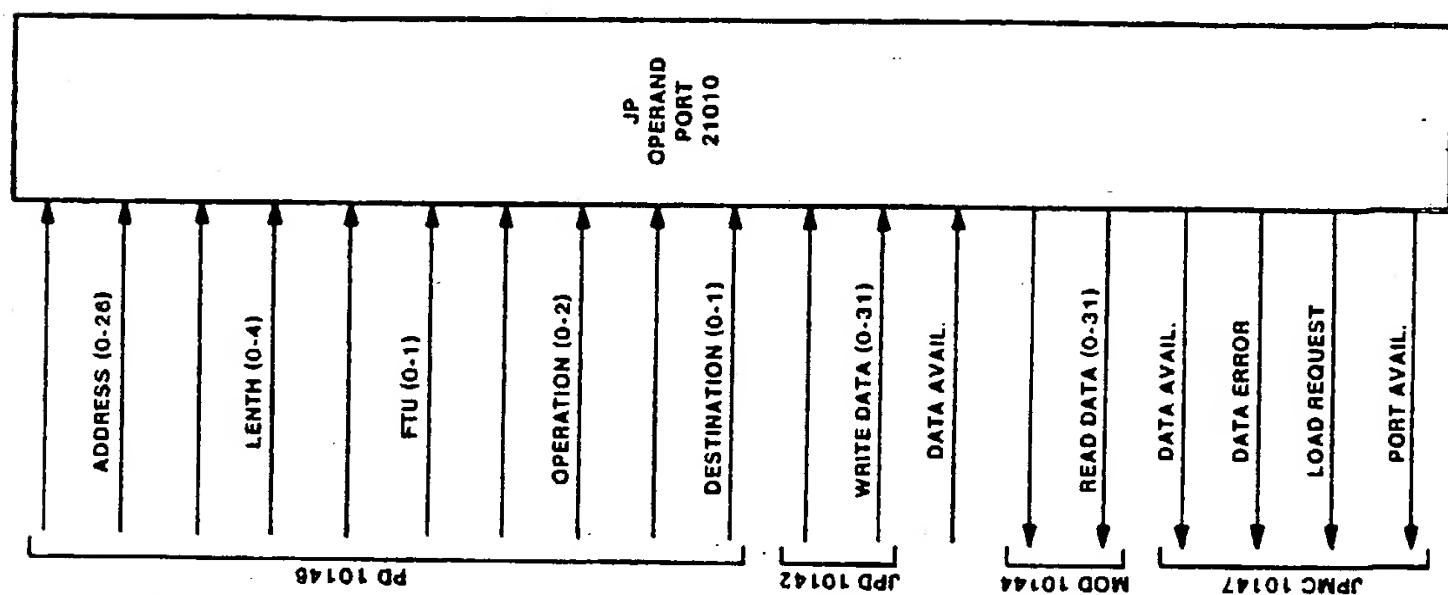 JP
OPERAND
PORT
21010
ADDRESS (0-26)
LENTH (0-4)
FTU (0-1)
OPERATION (0-2)
DESTINATION (0-1)
WRITE DATA (0-31)
DATA AVAIL.
READ DATA (0-31)
DATA AVAIL.
DATA ERROR
LOAD REQUEST
PORT AVAIL.
PD 10146
JPD 10142
MOD 10144
JPMC 10147